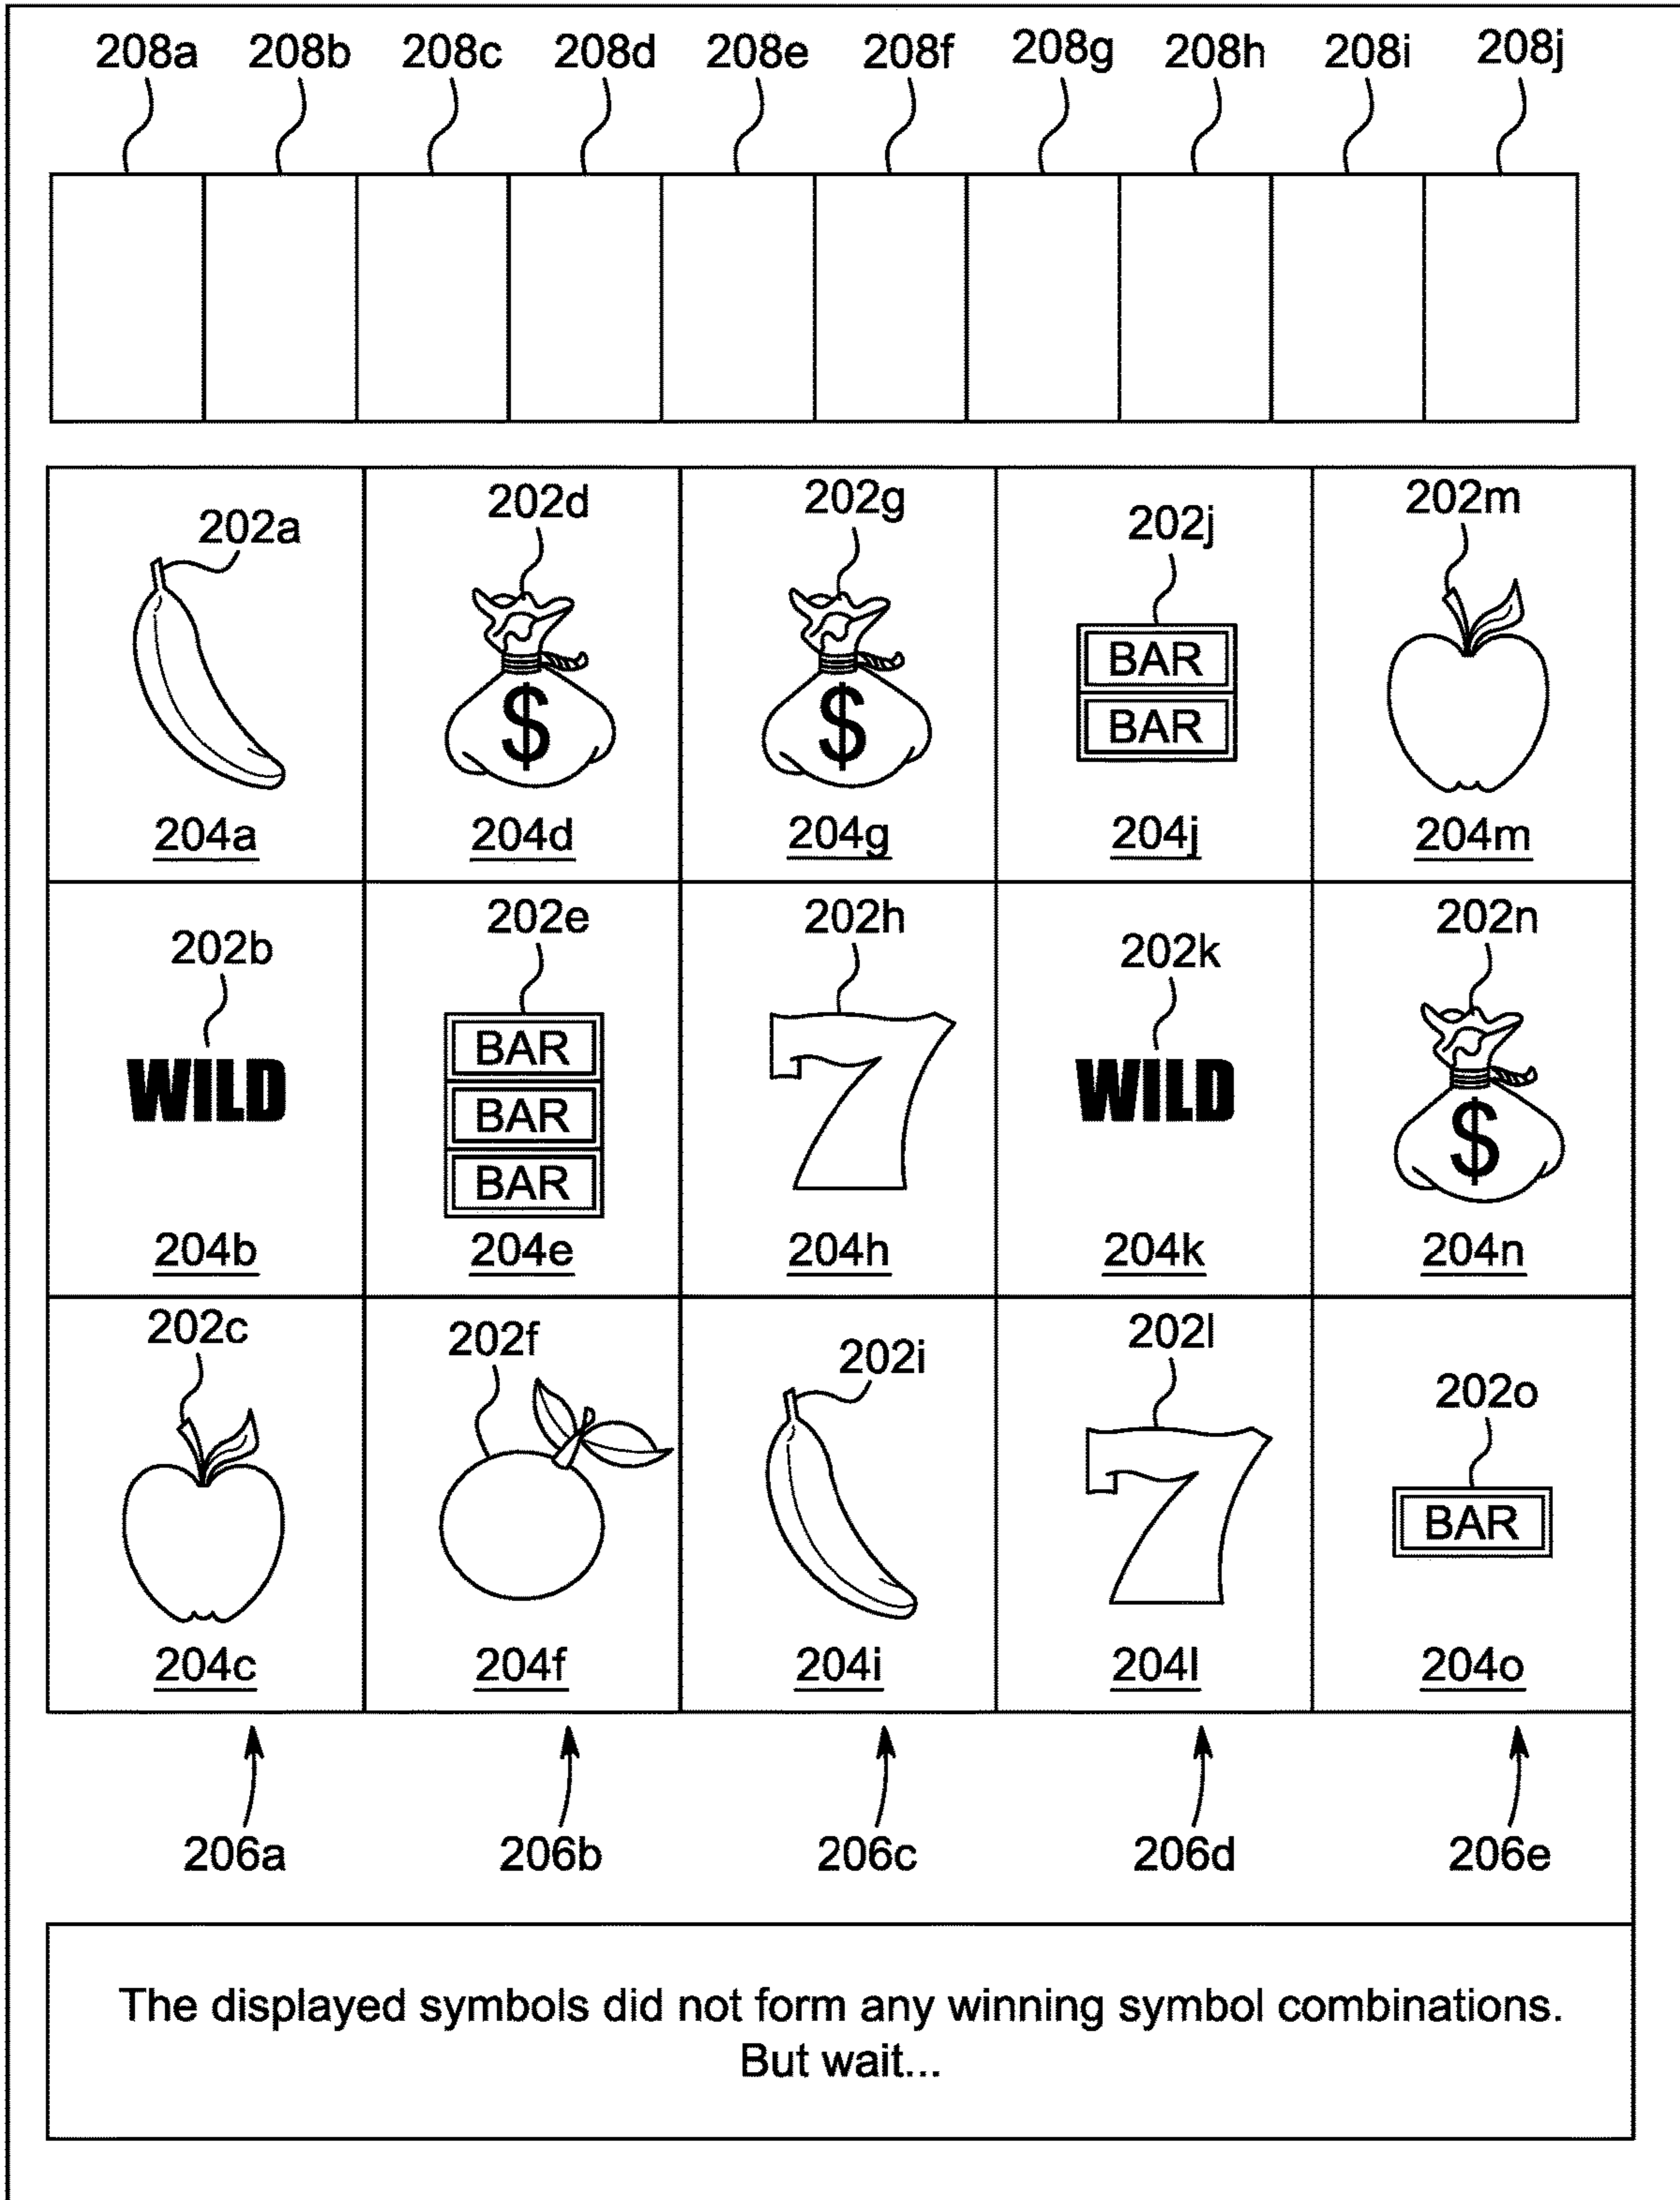 208a 208b 208c 208d 208e 208f 208g 208h 208i 208j
202a 202d 202g 202j 202m
$ $ BAR
BAR
204a 204d 204g 204j 204m
202b 202e 202h 202k 202n
WILD BAR 7 WILD $
BAR
BAR
204b 204e 204h 204k 204n
202c 202f 202i 202l 202o
7 BAR
204c 204f 204i 204l 204o
206a 206b 206c 206d 206e
The displayed symbols did not form any winning symbol combinations.
But wait...